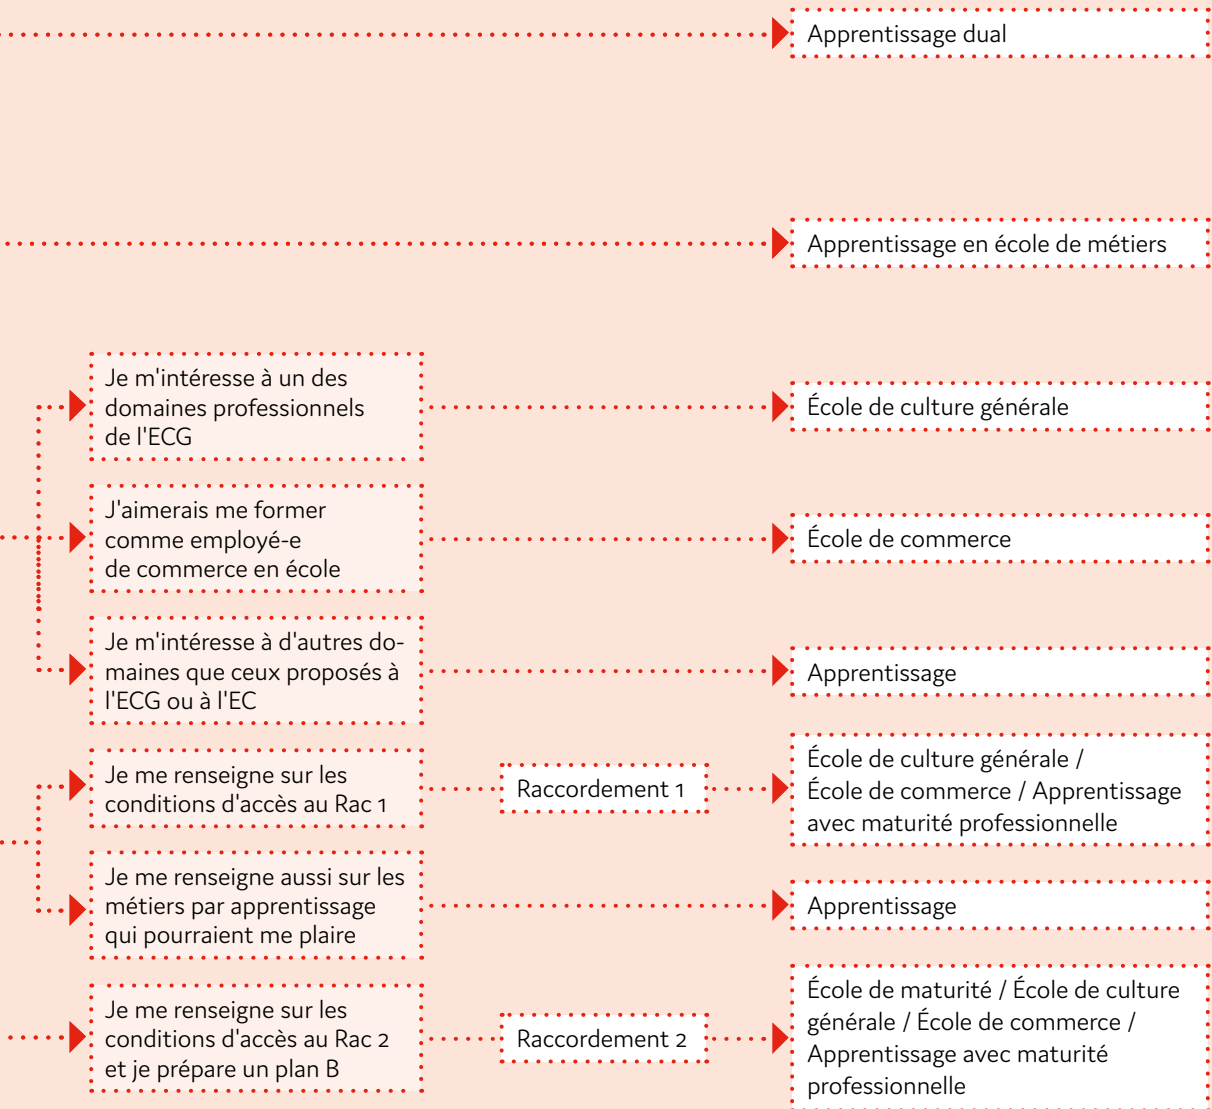 Apprentissage dual
Apprentissage en école de métiers
Je m'intéresse à un des
domaines professionnels
de l'ECG
École de culture générale
J'aimerais me former
comme employé-e
de commerce en école
École de commerce
Je m'intéresse à d'autres do-
maines que ceux proposés à
l'ECG ou à l'EC
Apprentissage
Je me renseigne sur les
conditions d'accès au Rac 1
Raccordement 1
École de culture générale /
École de commerce / Apprentissage
avec maturité professionnelle
Je me renseigne aussi sur les
métiers par apprentissage
qui pourraient me plaire
Apprentissage
Je me renseigne sur les
conditions d'accès au Rac 2
et je prépare un plan B
Raccordement 2
École de maturité / École de culture
générale / École de commerce /
Apprentissage avec maturité
professionnelle